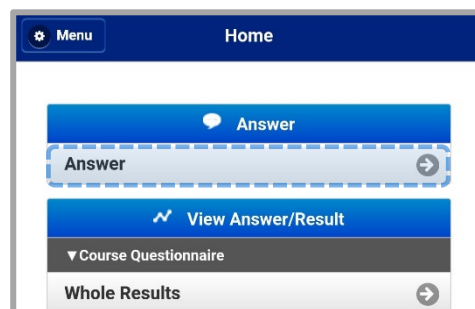 Menu
Home
Answer
Answer
View Answer/Result
▼Course Questionnaire
Whole Results